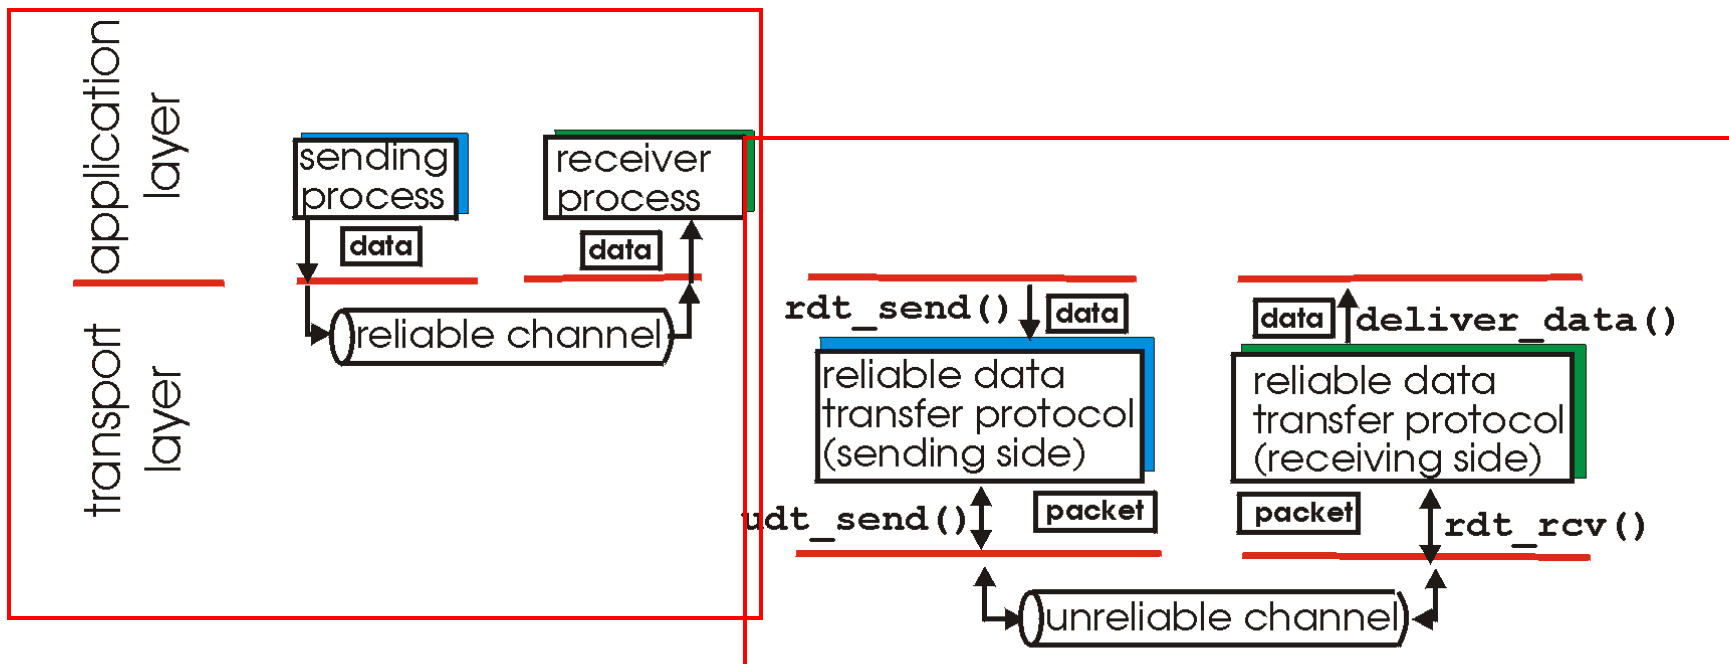 application
layer
transport
layer
sending
process
receiver
process
data
data
reliable channel
rdt_send()
data
data
deliver_data()
reliable data
transfer protocol
(sending side)
reliable data
transfer protocol
(receiving side)
udt_send()
packet
packet
rdt_rcv()
unreliable channel